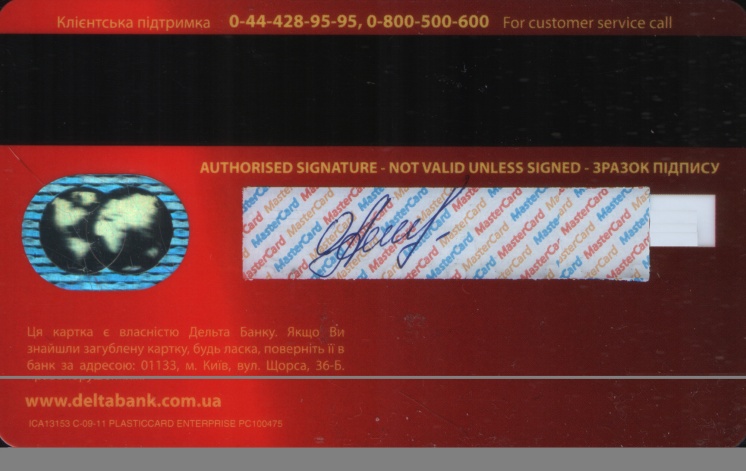 Клієнтська підтримка 0-44-428-95-95, 0-800-500-600 For customer service call
AUTHORISED SIGNATURE - NOT VALID UNLESS SIGNED - ЗРАЗОК ПІДПИСУ
MasterCard
Ця картка є власністю Дельта Банку. Якщо Ви
знайшли загублену картку, будь ласка, поверніть її в
банк за адресою: 01133, м. Київ, вул. Щорса, 36-Б.
www.deltabank.com.ua
ICA13153 C-09-11 PLASTICCARD ENTERPRISE PC100475